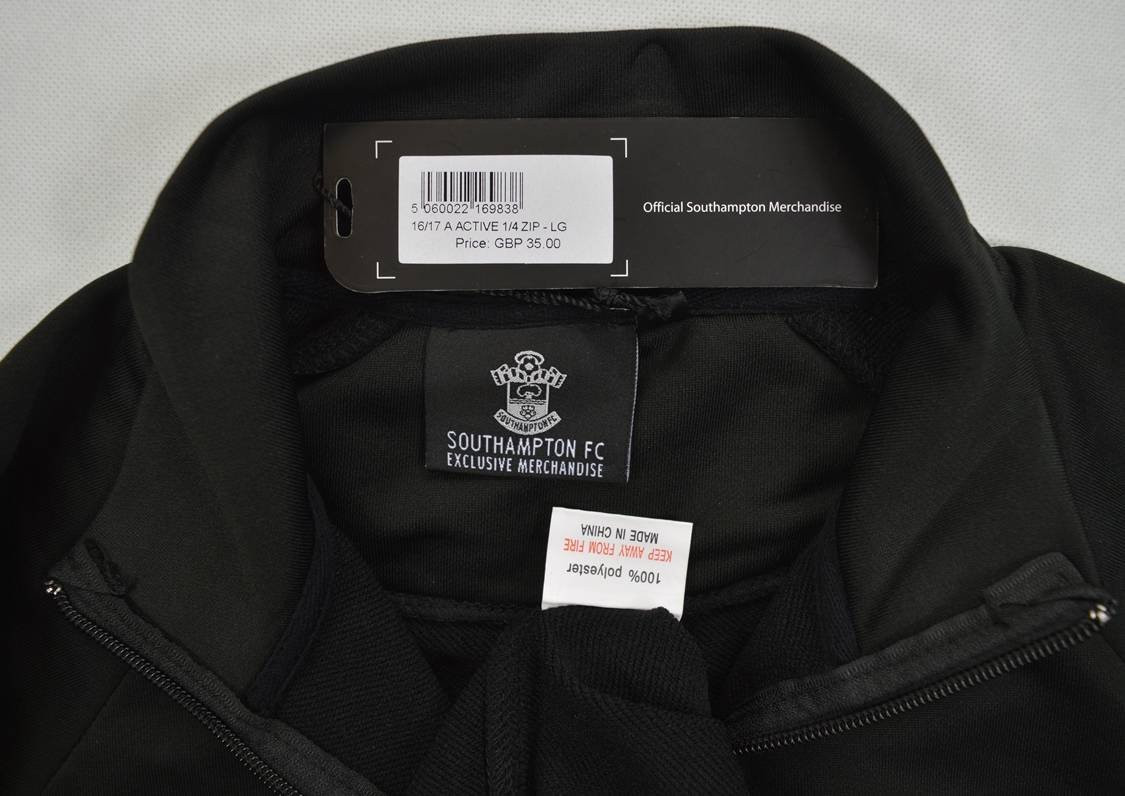 5 060022 169838
16/17 A ACTIVE 1/4 ZIP - LG
Price: GBP 35.00
Official Southampton Merchandise
SOUTHAMPTON FC
SOUTHAMPTON FC
EXCLUSIVE MERCHANDISE
100% polyester
KEEP AWAY FROM FIRE
MADE IN CHINA